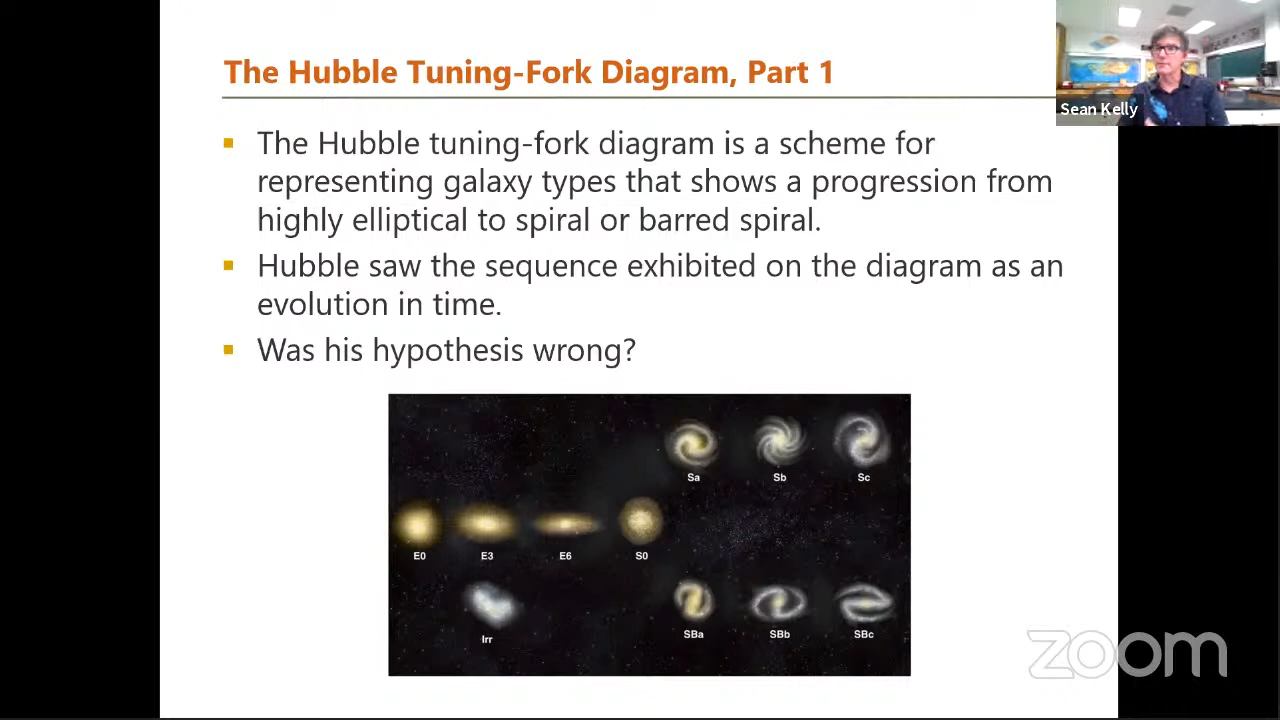 The Hubble Tuning-Fork Diagram, Part 1
Sean Kelly
▪ The Hubble tuning-fork diagram is a scheme for
representing galaxy types that shows a progression from
highly elliptical to spiral or barred spiral.
▪ Hubble saw the sequence exhibited on the diagram as an
evolution in time.
▪ Was his hypothesis wrong?
Sa Sb Sc
E0 E3 E6 S0
Irr
SBa SBb SBc
zoom